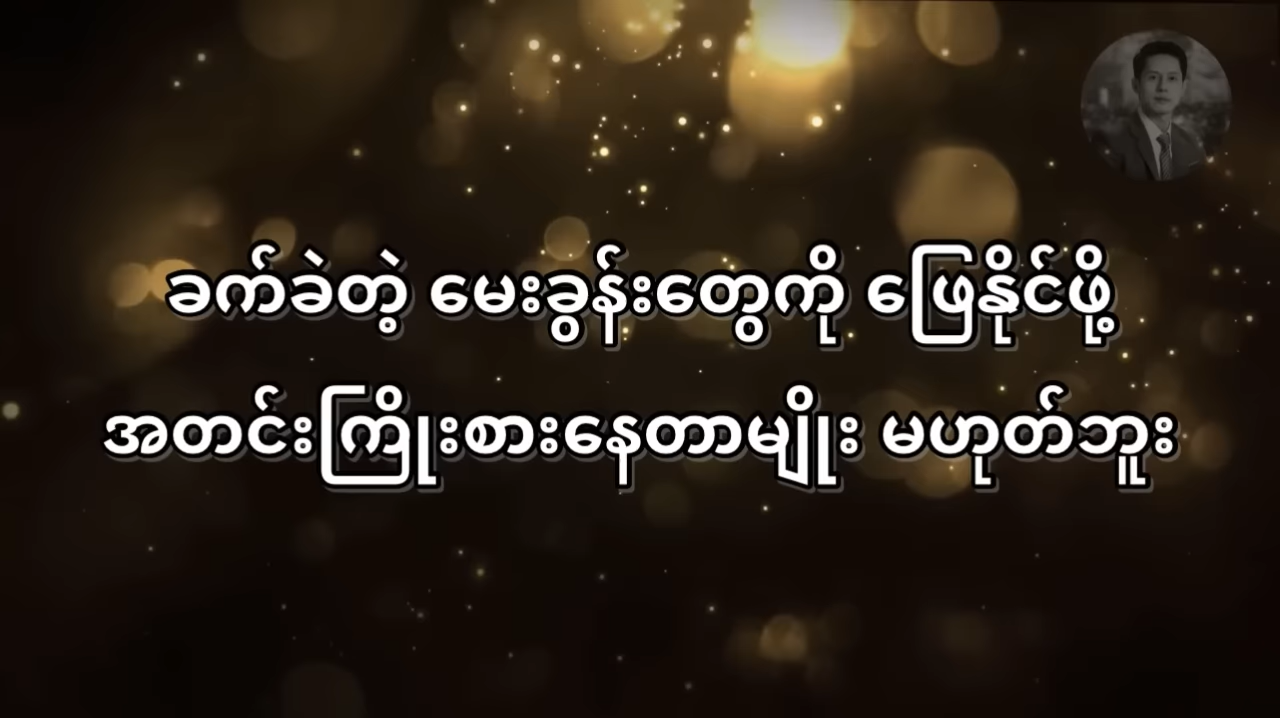 ခက်ခဲတဲ့ မေးခွန်းတွေကို ဖြေနိုင်ဖို့
အတင်းကြိုးစားနေတာမျိုး မဟုတ်ဘူး